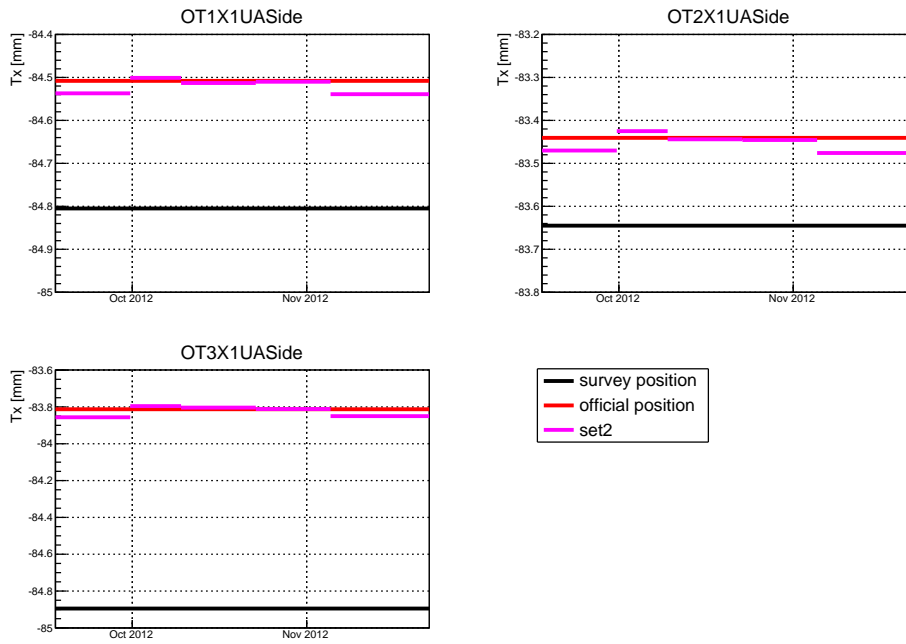 OT1X1UASide
Tx [mm]
-84.4
-84.5
-84.6
-84.7
-84.8
-84.9
-85
Oct 2012
Nov 2012
OT2X1UASide
Tx [mm]
-83.2
-83.3
-83.4
-83.5
-83.6
-83.7
-83.8
Oct 2012
Nov 2012
OT3X1UASide
Tx [mm]
-83.6
-83.8
-84
-84.2
-84.4
-84.6
-84.8
-85
Oct 2012
Nov 2012
survey position
official position
set2